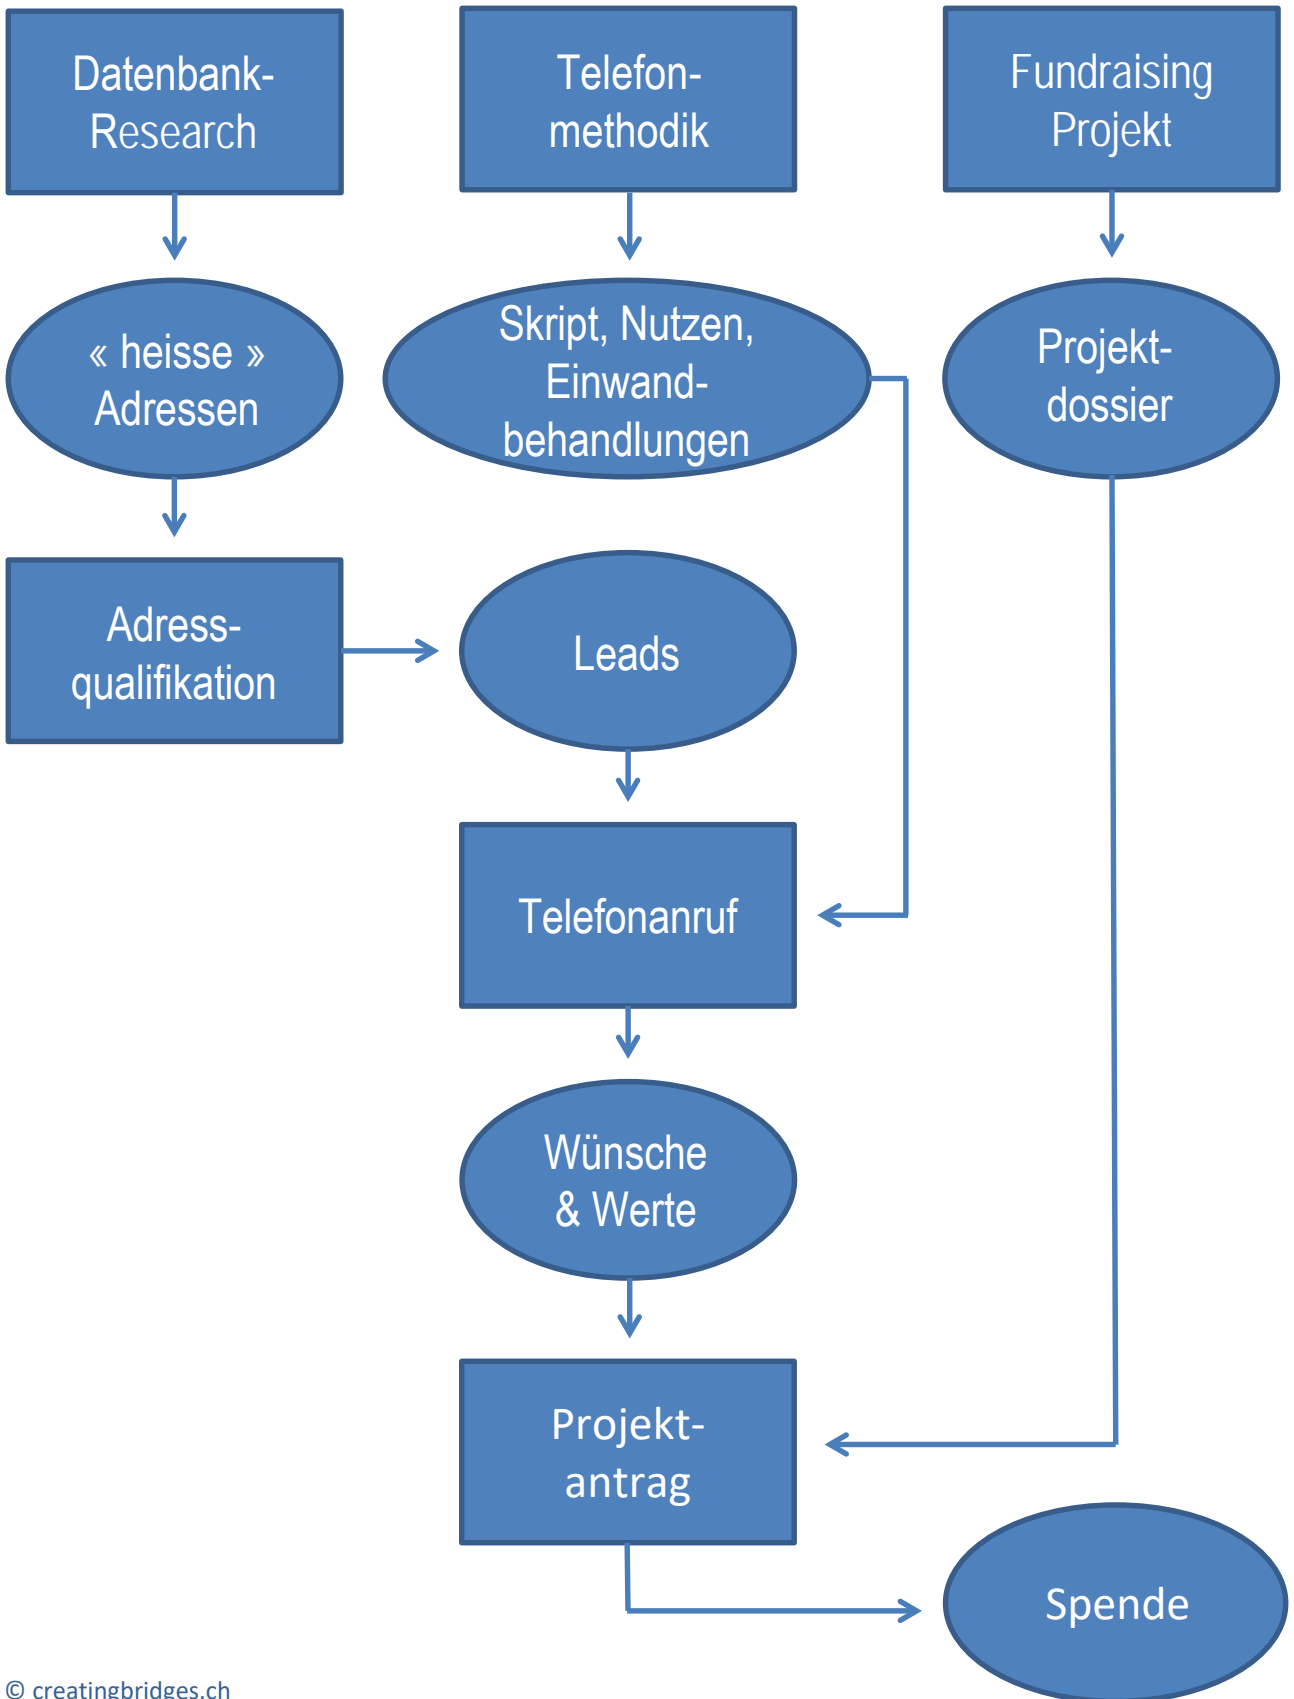 Datenbank-
Research
Telefon-
methodik
Fundraising
Projekt
« heisse »
Adressen
Skript, Nutzen,
Einwand-
behandlungen
Projekt-
dossier
Adress-
qualifikation
Leads
Telefonanruf
Wünsche
& Werte
Projekt-
antrag
Spende
© creatingbridges.ch